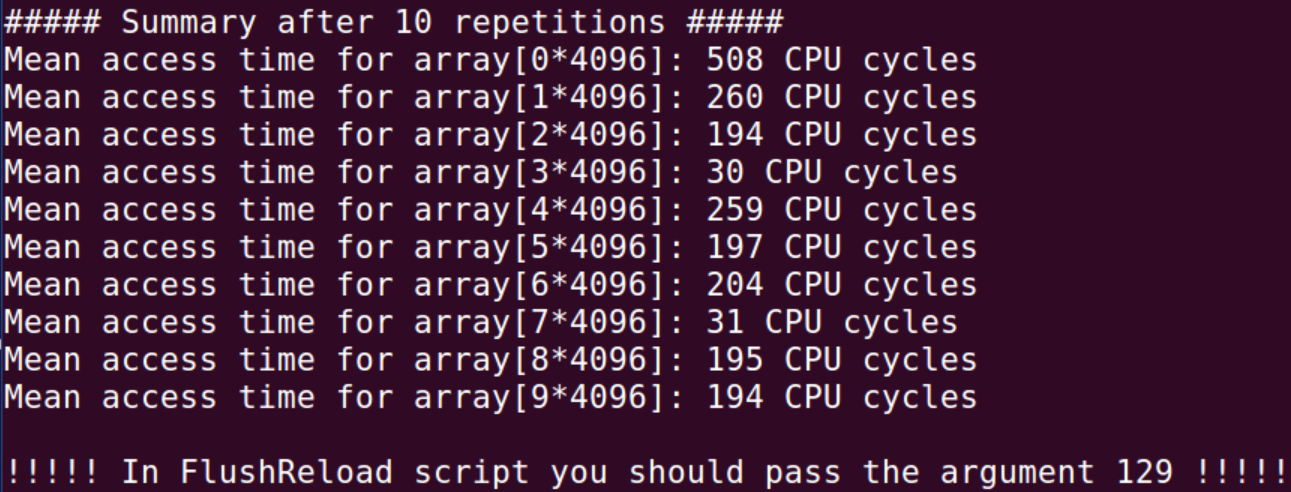 ##### Summary after 10 repetitions #####
Mean access time for array[0*4096]: 508 CPU cycles
Mean access time for array[1*4096]: 260 CPU cycles
Mean access time for array[2*4096]: 194 CPU cycles
Mean access time for array[3*4096]: 30 CPU cycles
Mean access time for array[4*4096]: 259 CPU cycles
Mean access time for array[5*4096]: 197 CPU cycles
Mean access time for array[6*4096]: 204 CPU cycles
Mean access time for array[7*4096]: 31 CPU cycles
Mean access time for array[8*4096]: 195 CPU cycles
Mean access time for array[9*4096]: 194 CPU cycles
!!!!! In FlushReload script you should pass the argument 129 !!!!!